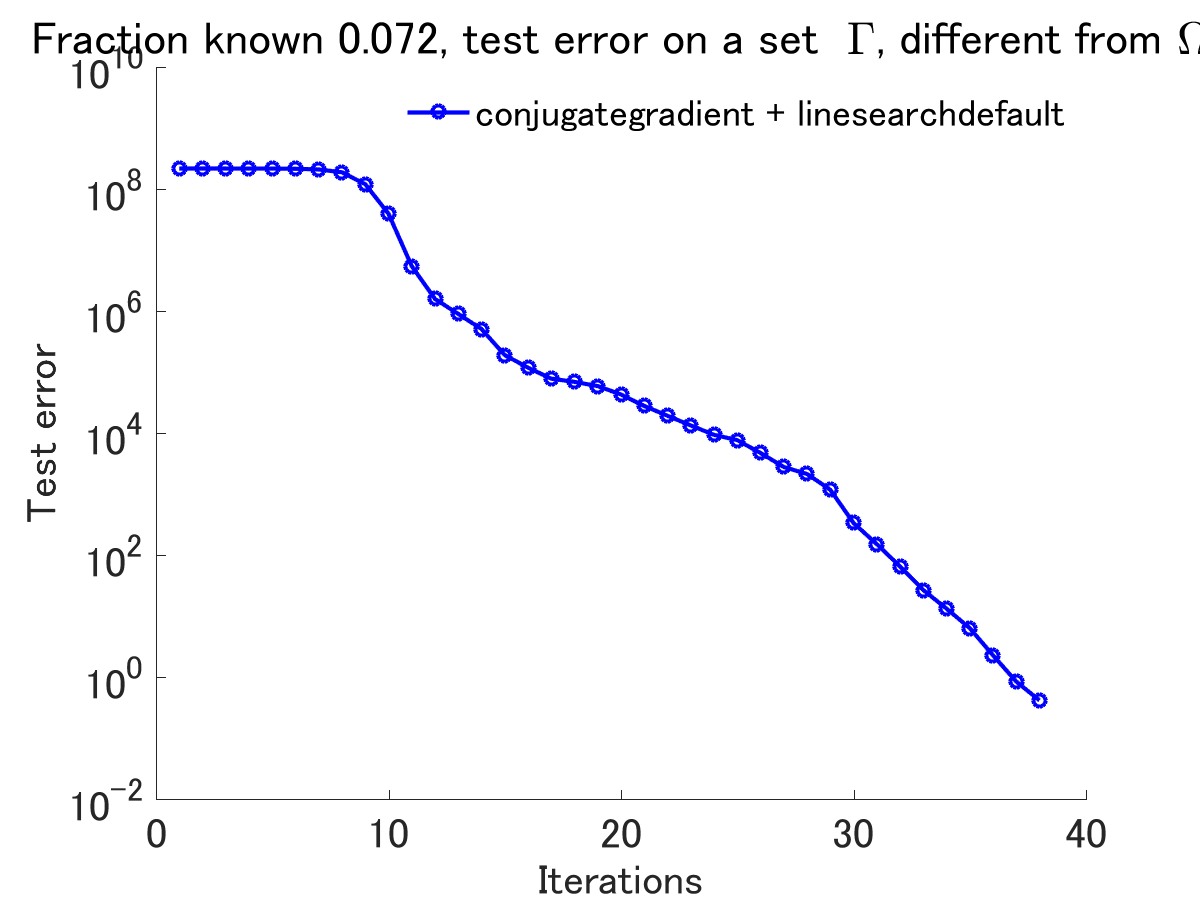 Fraction known 0.072, test error on a set Γ, different from Ω
10^10
conjugategradient + linesearchdefault
10^8
10^6
10^4
10^2
10^0
10^-2
Test error
0 10 20 30 40
Iterations